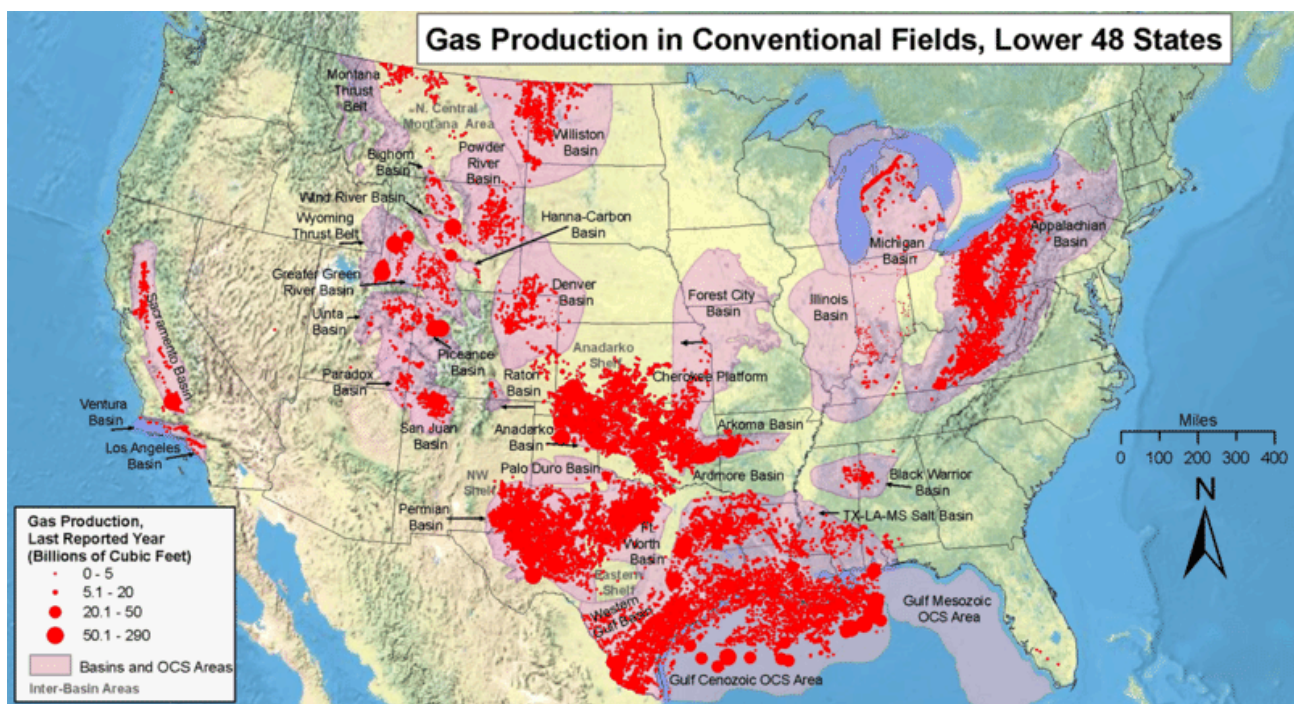 Gas Production in Conventional Fields, Lower 48 States
Montana
Thrust
Belt
N. Central
Montana Area
Williston
Basin
Powder
River
Basin
Bighorn
Basin
Wind River Basin
Wyoming
Thrust Belt
Hanna-Carbon
Basin
Greater Green
River Basin
Uinta
Basin
Denver
Basin
Forest City
Basin
Illinois
Basin
Michigan
Basin
Appalachian
Basin
Sacramento Basin
Piceance
Basin
Anadarko
Shelf
Cherokee Platform
Paradox
Basin
Raton
Basin
San Juan
Basin
Ventura
Basin
Los Angeles
Basin
Anadarko
Basin
Arkoma Basin
Palo Duro Basin
Ardmore Basin
Black Warrior
Basin
NW
Shelf
Permian
Basin
Ft
Worth
Basin
TX-LA-MS Salt Basin
Eastern
Shelf
Western
Gulf Basin
Gulf Mesozoic
OCS Area
Gulf Cenozoic OCS Area
Miles
0 100 200 300 400
N
Gas Production,
Last Reported Year
(Billions of Cubic Feet)
0 - 5
5.1 - 20
20.1 - 50
50.1 - 290
Basins and OCS Areas
Inter-Basin Areas